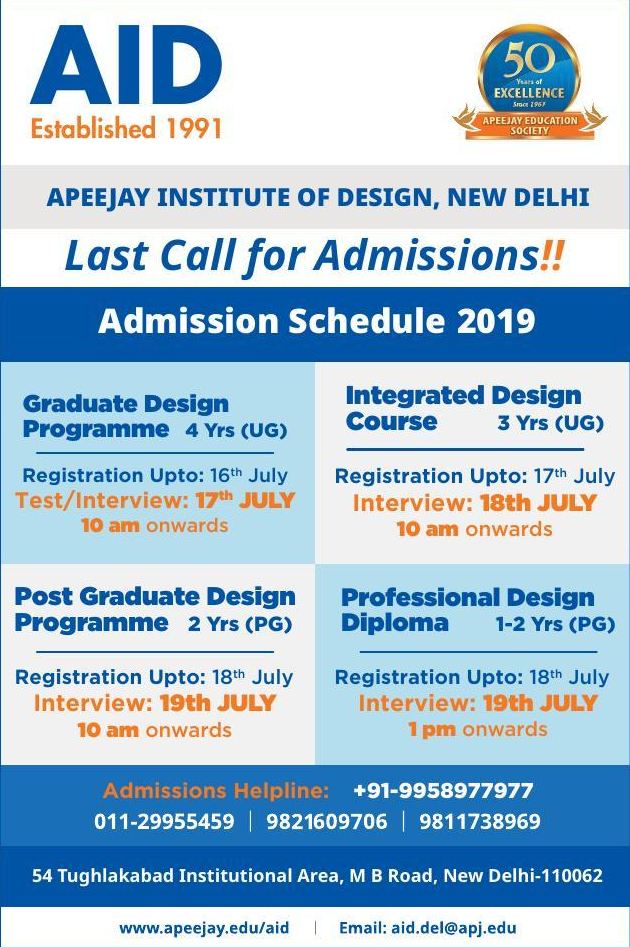 AID
Established 1991
50
Years of
EXCELLENCE
Since 1969
APEEJAY EDUCATION
SOCIETY
APEEJAY INSTITUTE OF DESIGN, NEW DELHI
Last Call for Admissions!!
Admission Schedule 2019
Graduate Design
Programme 4 Yrs (UG)
Registration Upto: 16th July
Test/Interview: 17th JULY
10 am onwards
Integrated Design
Course 3 Yrs (UG)
Registration Upto: 17th July
Interview: 18th JULY
10 am onwards
Post Graduate Design
Programme 2 Yrs (PG)
Registration Upto: 18th July
Interview: 19th JULY
10 am onwards
Professional Design
Diploma 1-2 Yrs (PG)
Registration Upto: 18th July
Interview: 19th JULY
1 pm onwards
Admissions Helpline: +91-9958977977
011-29955459 | 9821609706 | 9811738969
54 Tughlakabad Institutional Area, M B Road, New Delhi-110062
www.apeejay.edu/aid | Email: aid.del@apj.edu